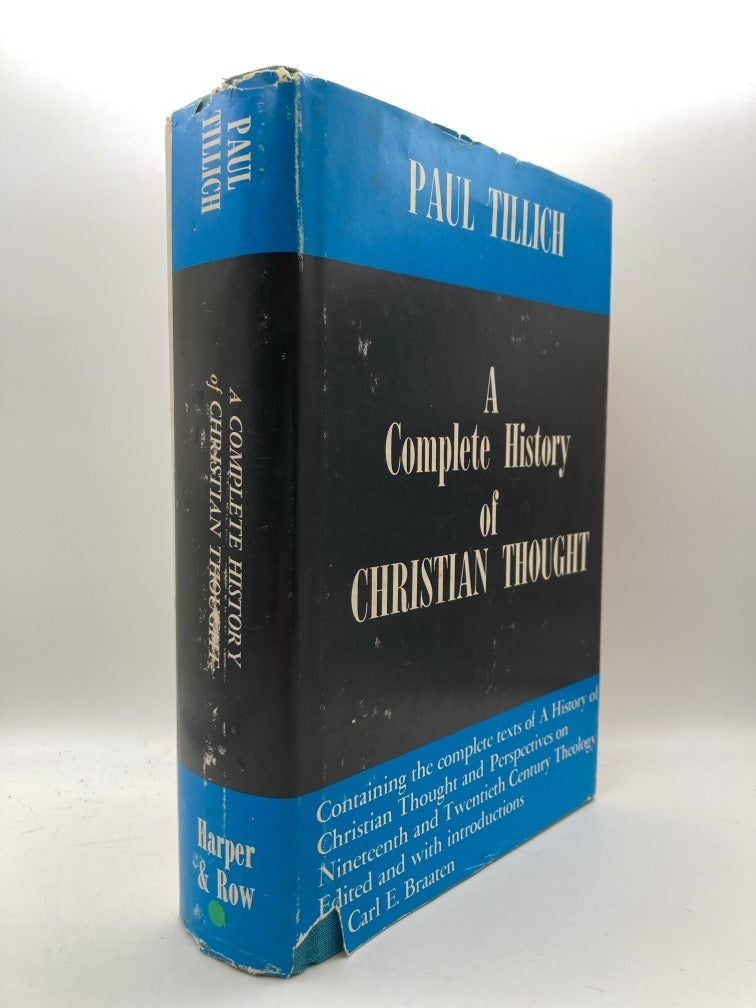 PAUL
TILLICH
A COMPLETE HISTORY
of CHRISTIAN THOUGHT
Harper
& Row
PAUL TILLICH
A
Complete History
of
CHRISTIAN THOUGHT
Containing the complete texts of A History of
Christian Thought and Perspectives on
Nineteenth and Twentieth Century Theology
Edited and with introductions
Carl E. Braaten